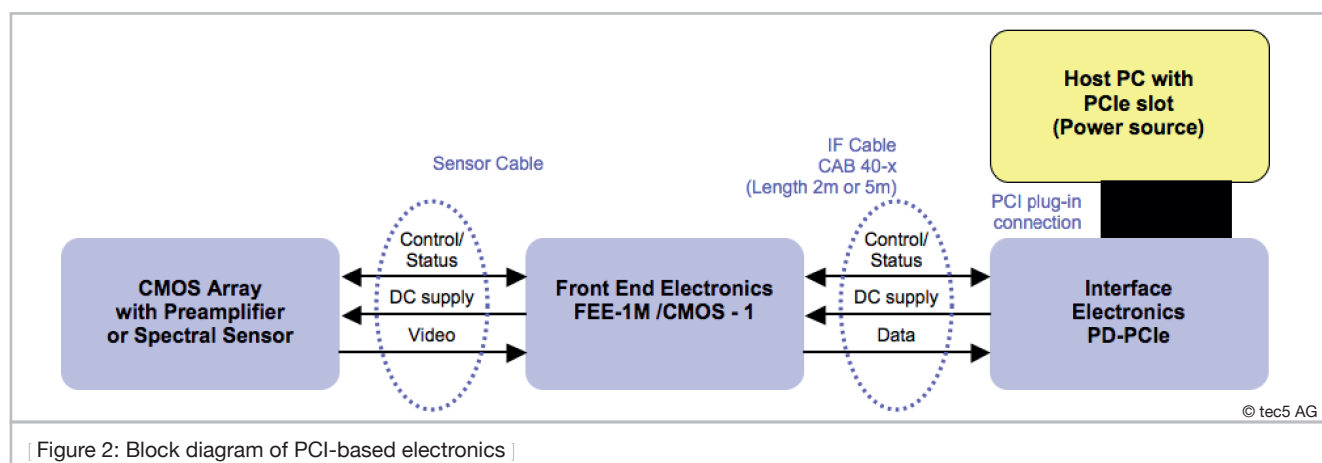 Host PC with
PCIe slot
(Power source)
Sensor Cable
IF Cable
CAB 40-x
(Length 2m or 5m)
PCI plug-in
connection
CMOS Array
with Preamplifier
or Spectral Sensor
Control/
Status
DC supply
Video
Front End Electronics
FEE-1M /CMOS - 1
Control/
Status
DC supply
Data
Interface
Electronics
PD-PCIe
© tec5 AG
[ Figure 2: Block diagram of PCI-based electronics ]